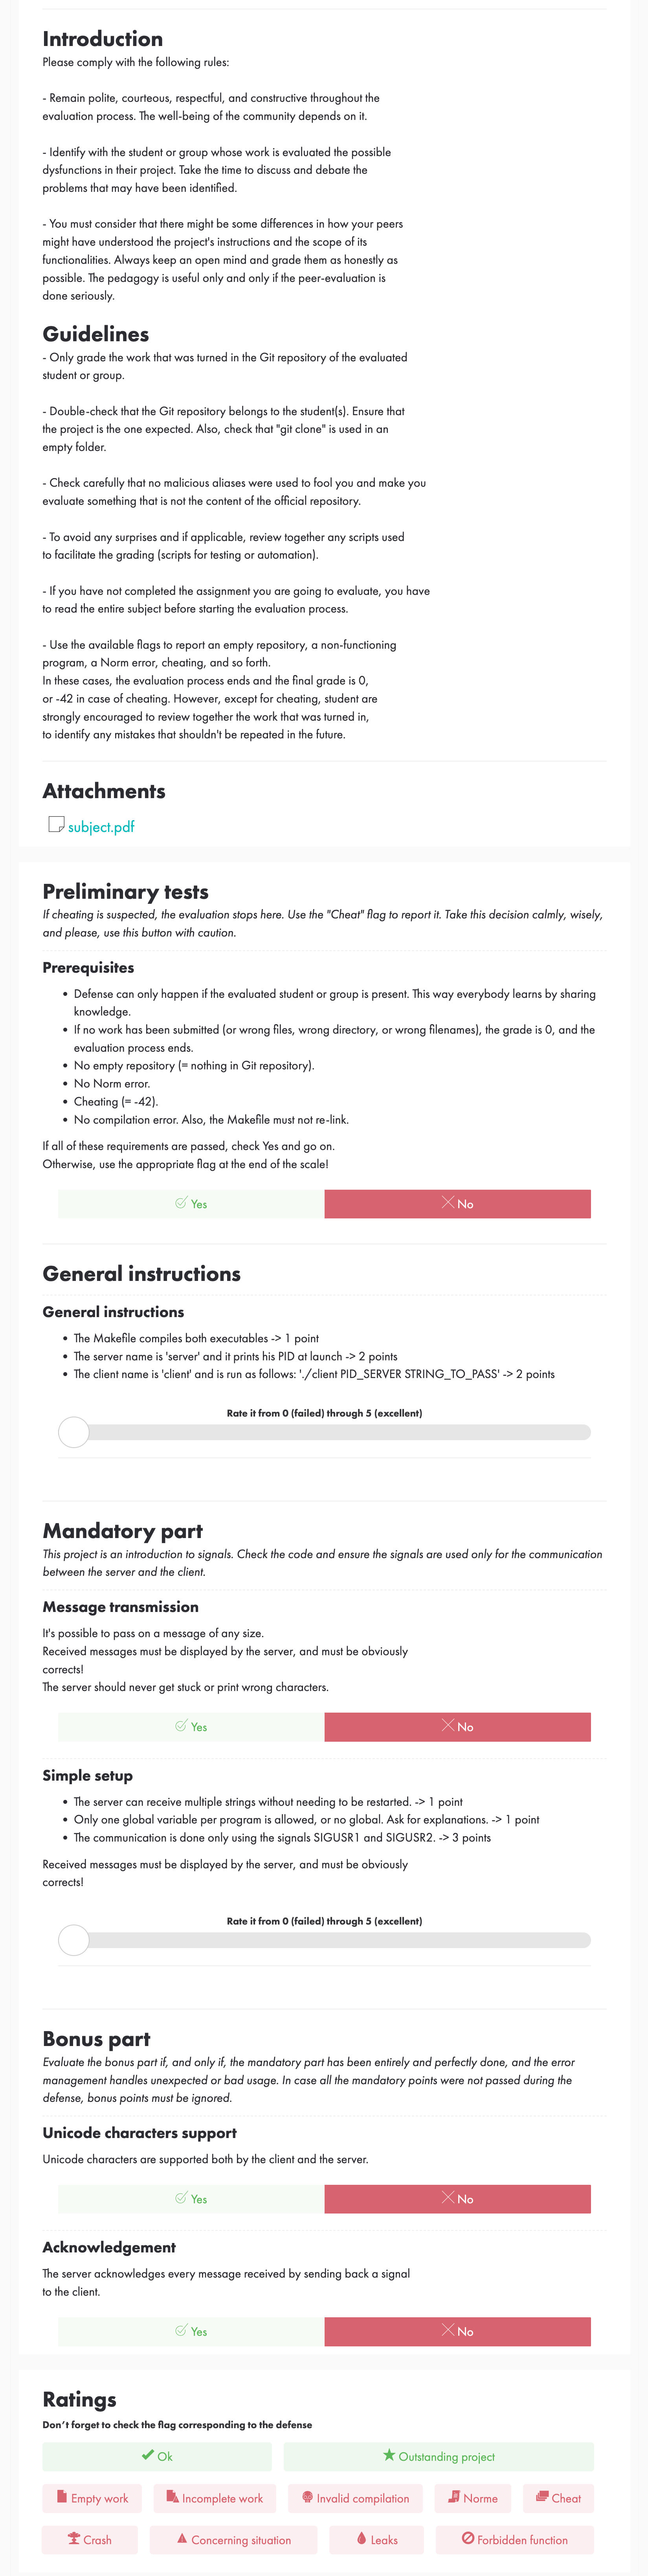 Introduction
Please comply with the following rules:
- Remain polite, courteous, respectful, and constructive throughout the
evaluation process. The well-being of the community depends on it.
- Identify with the student or group whose work is evaluated the possible
dysfunctions in their project. Take the time to discuss and debate the
problems that may have been identified.
- You must consider that there might be some differences in how your peers
might have understood the project's instructions and the scope of its
functionalities. Always keep an open mind and grade them as honestly as
possible. The pedagogy is useful only and only if the peer-evaluation is
done seriously.
Guidelines
- Only grade the work that was turned in the Git repository of the evaluated
student or group.
- Double-check that the Git repository belongs to the student(s). Ensure that
the project is the one expected. Also, check that "git clone" is used in an
empty folder.
- Check carefully that no malicious aliases were used to fool you and make you
evaluate something that is not the content of the official repository.
- To avoid any surprises and if applicable, review together any scripts used
to facilitate the grading (scripts for testing or automation).
- If you have not completed the assignment you are going to evaluate, you have
to read the entire subject before starting the evaluation process.
- Use the available flags to report an empty repository, a non-functioning
program, a Norm error, cheating, and so forth.
In these cases, the evaluation process ends and the final grade is 0,
or -42 in case of cheating. However, except for cheating, student are
strongly encouraged to review together the work that was turned in,
to identify any mistakes that shouldn't be repeated in the future.
Attachments
subject.pdf
Preliminary tests
If cheating is suspected, the evaluation stops here. Use the "Cheat" flag to report it. Take this decision calmly, wisely,
and please, use this button with caution.
Prerequisites
• Defense can only happen if the evaluated student or group is present. This way everybody learns by sharing
knowledge.
• If no work has been submitted (or wrong files, wrong directory, or wrong filenames), the grade is 0, and the
evaluation process ends.
• No empty repository (= nothing in Git repository).
• No Norm error.
• Cheating (= -42).
• No compilation error. Also, the Makefile must not re-link.
If all of these requirements are passed, check Yes and go on.
Otherwise, use the appropriate flag at the end of the scale!
Yes No
General instructions
General instructions
• The Makefile compiles both executables -> 1 point
• The server name is 'server' and it prints his PID at launch -> 2 points
• The client name is 'client' and is run as follows: './client PID_SERVER STRING_TO_PASS' -> 2 points
Rate it from 0 (failed) through 5 (excellent)
Mandatory part
This project is an introduction to signals. Check the code and ensure the signals are used only for the communication
between the server and the client.
Message transmission
It's possible to pass on a message of any size.
Received messages must be displayed by the server, and must be obviously
corrects!
The server should never get stuck or print wrong characters.
Yes No
Simple setup
• The server can receive multiple strings without needing to be restarted. -> 1 point
• Only one global variable per program is allowed, or no global. Ask for explanations. -> 1 point
• The communication is done only using the signals SIGUSR1 and SIGUSR2. -> 3 points
Received messages must be displayed by the server, and must be obviously
corrects!
Rate it from 0 (failed) through 5 (excellent)
Bonus part
Evaluate the bonus part if, and only if, the mandatory part has been entirely and perfectly done, and the error
management handles unexpected or bad usage. In case all the mandatory points were not passed during the
defense, bonus points must be ignored.
Unicode characters support
Unicode characters are supported both by the client and the server.
Yes No
Acknowledgement
The server acknowledges every message received by sending back a signal
to the client.
Yes No
Ratings
Don’t forget to check the flag corresponding to the defense
Ok Outstanding project
Empty work Incomplete work Invalid compilation Norme Cheat
Crash Concerning situation Leaks Forbidden function